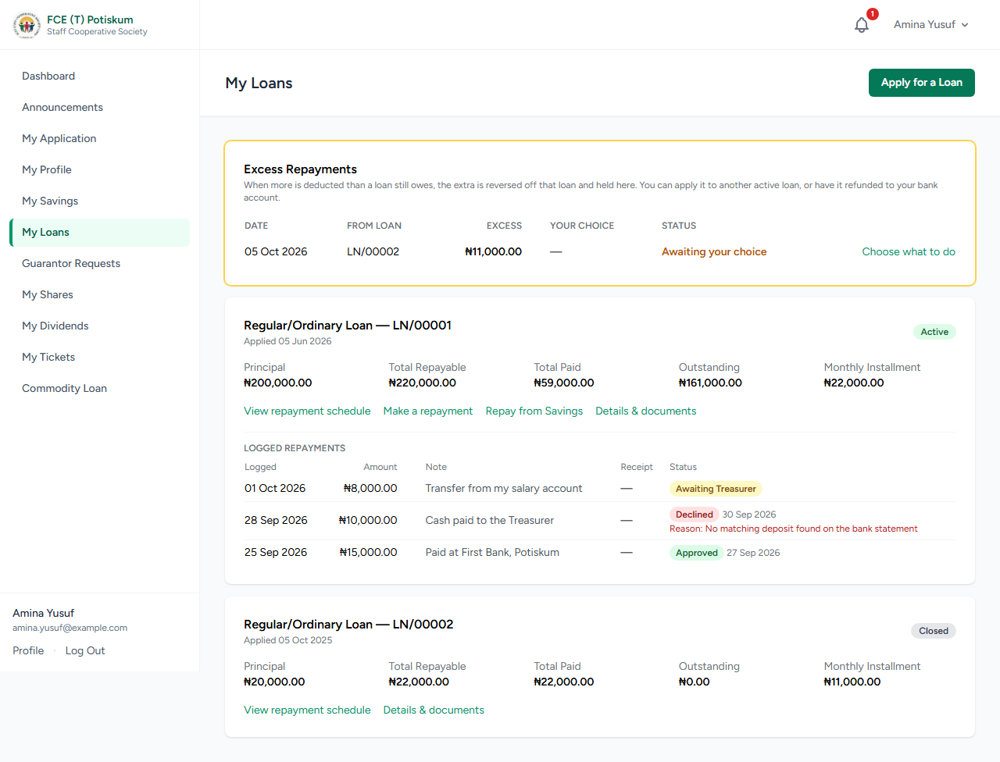 FCE (T) Potiskum
Staff Cooperative Society
1
Amina Yusuf
Dashboard
Announcements
My Application
My Profile
My Savings
My Loans
Guarantor Requests
My Shares
My Dividends
My Tickets
Commodity Loan
Amina Yusuf
amina.yusuf@example.com
Profile · Log Out
My Loans
Apply for a Loan
Excess Repayments
When more is deducted than a loan still owes, the extra is reversed off that loan and held here. You can apply it to another active loan, or have it refunded to your bank
account.
DATE FROM LOAN EXCESS YOUR CHOICE STATUS
05 Oct 2026 LN/00002 ₦11,000.00 — Awaiting your choice Choose what to do
Regular/Ordinary Loan — LN/00001
Applied 05 Jun 2026
Active
Principal Total Repayable Total Paid Outstanding Monthly Installment
₦200,000.00 ₦220,000.00 ₦59,000.00 ₦161,000.00 ₦22,000.00
View repayment schedule Make a repayment Repay from Savings Details & documents
LOGGED REPAYMENTS
Logged Amount Note Receipt Status
01 Oct 2026 ₦8,000.00 Transfer from my salary account — Awaiting Treasurer
28 Sep 2026 ₦10,000.00 Cash paid to the Treasurer — Declined 30 Sep 2026
Reason: No matching deposit found on the bank statement
25 Sep 2026 ₦15,000.00 Paid at First Bank, Potiskum — Approved 27 Sep 2026
Regular/Ordinary Loan — LN/00002
Applied 05 Oct 2025
Closed
Principal Total Repayable Total Paid Outstanding Monthly Installment
₦20,000.00 ₦22,000.00 ₦22,000.00 ₦0.00 ₦11,000.00
View repayment schedule Details & documents